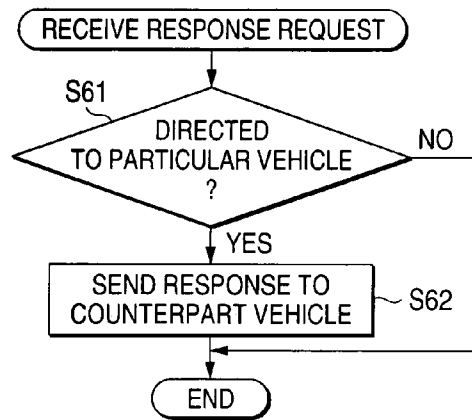 RECEIVE RESPONSE REQUEST
S61
DIRECTED
TO PARTICULAR VEHICLE
?
NO
YES
SEND RESPONSE TO
COUNTERPART VEHICLE
S62
END